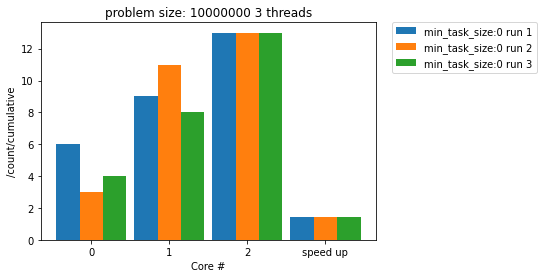 problem size: 10000000 3 threads
min_task_size:0 run 1
min_task_size:0 run 2
min_task_size:0 run 3
12
10
8
6
4
2
0
/count/cumulative
0 1 2 speed up
Core #